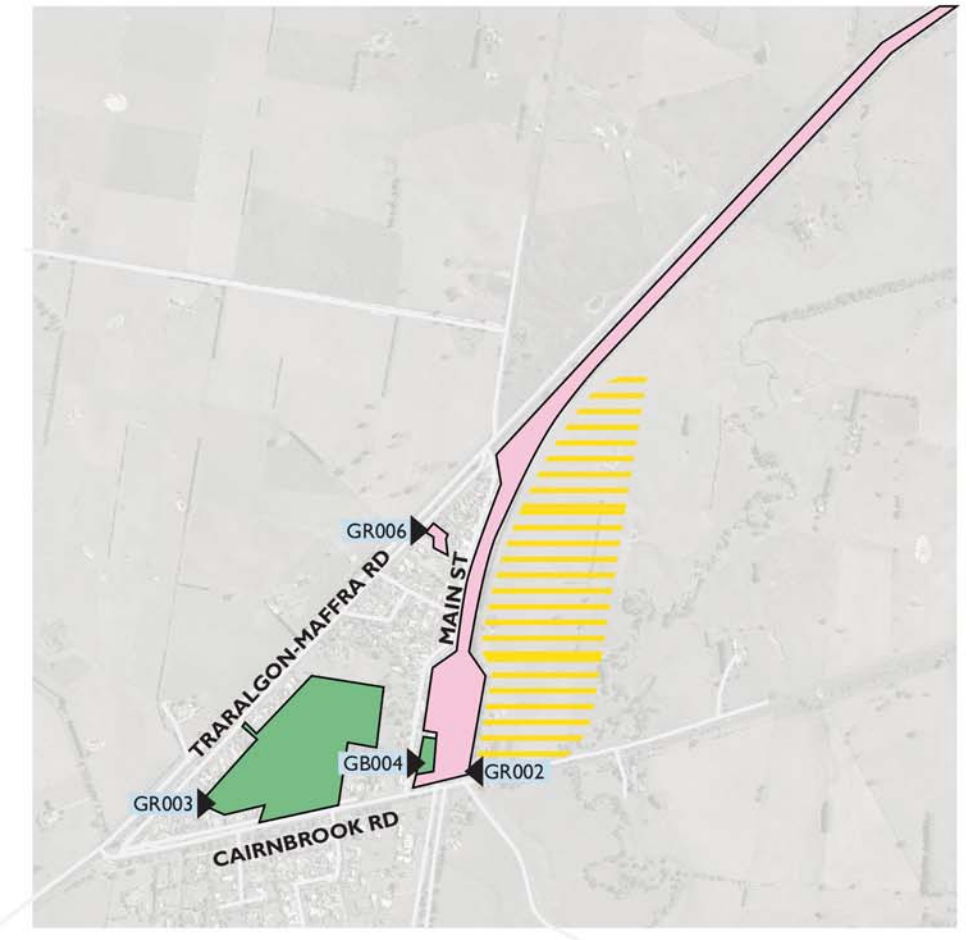 GR006
MAIN ST
TRARALGON-MAFFRA RD
GB004
GR002
GR003
CAIRNBROOK RD